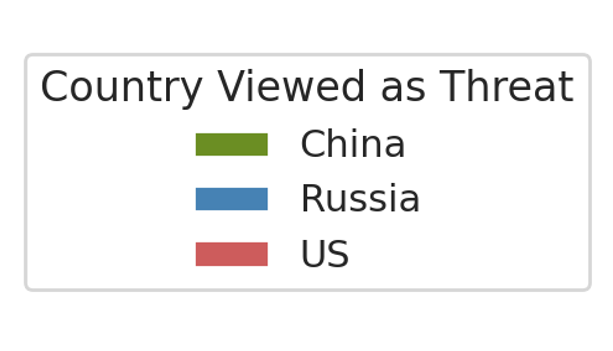 Country Viewed as Threat
China
Russia
US